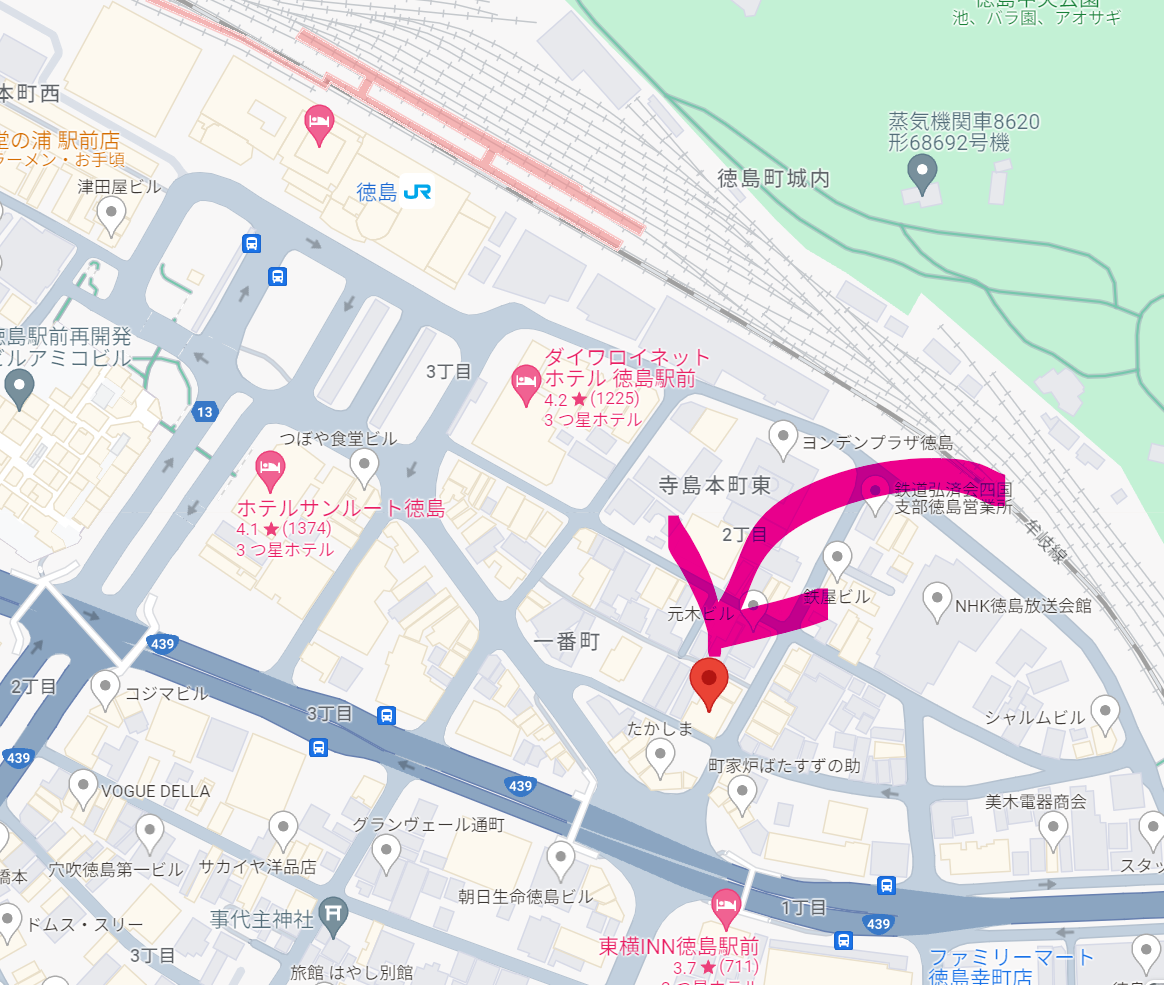 徳島中央公園
池、バラ園、アオサギ
本町西
蒸気機関車8620
形68692号機
堂の浦 駅前店
ラーメン・お手頃
津田屋ビル
徳島 JR
徳島町城内
徳島駅前再開発
ビルアミコビル
3丁目
ダイワロイネット
ホテル 徳島駅前
4.2 ★ (1225)
3 つ星ホテル
13
つぼや食堂ビル
ヨンデンプラザ徳島
ホテルサンルート徳島
4.1 ★ (1374)
3 つ星ホテル
寺島本町東
鉄道弘済会四国
支部徳島営業所
2丁目
牟岐線
鉄屋ビル
元木ビル
NHK徳島放送会館
一番町
439
2丁目
コジマビル
3丁目
たかしま
シャルムビル
439
町家炉ばたすずの助
439
VOGUE DELLA
美木電器商会
グランヴェール通町
穴吹徳島第一ビル
サカイヤ洋品店
スタッ
橋本
朝日生命徳島ビル
1丁目
439
ドムス・スリー
事代主神社
3丁目
東横INN徳島駅前
3.7 ★ (711)
ファミリーマート
徳島幸町店
旅館 はやし別館